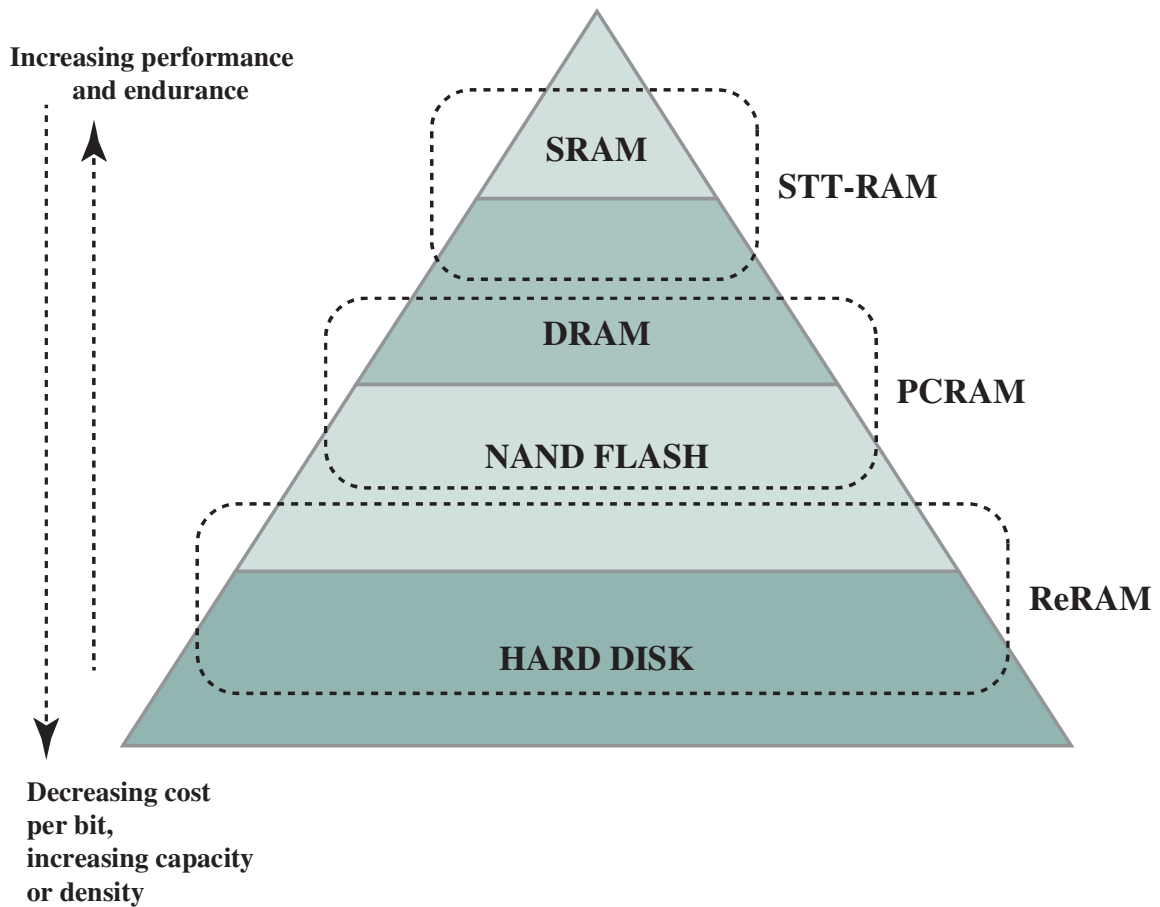 Increasing performance
and endurance
SRAM
STT-RAM
DRAM
PCRAM
NAND FLASH
ReRAM
HARD DISK
Decreasing cost
per bit,
increasing capacity
or density